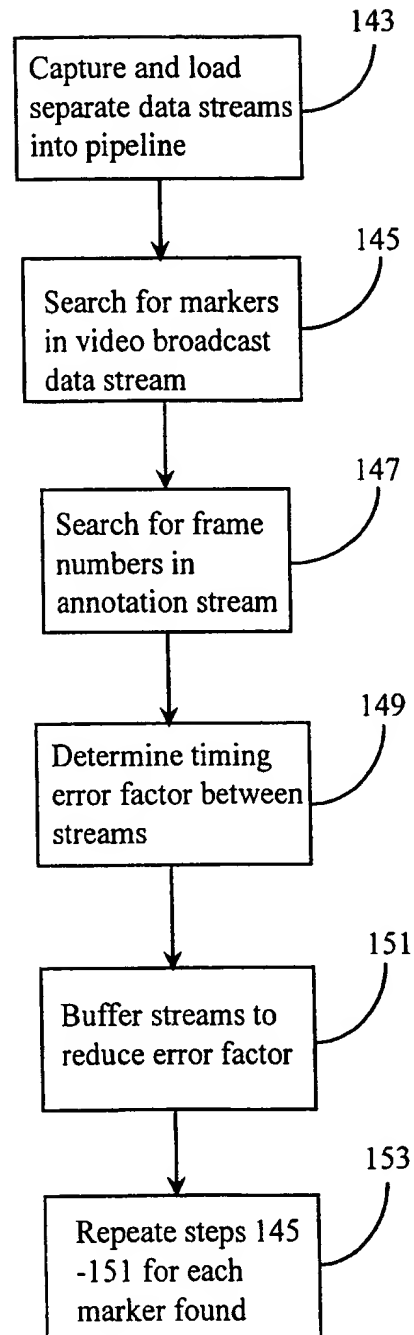 143
Capture and load
separate data streams
into pipeline
145
Search for markers
in video broadcast
data stream
147
Search for frame
numbers in
annotation stream
149
Determine timing
error factor between
streams
151
Buffer streams to
reduce error factor
153
Repeate steps 145
-151 for each
marker found